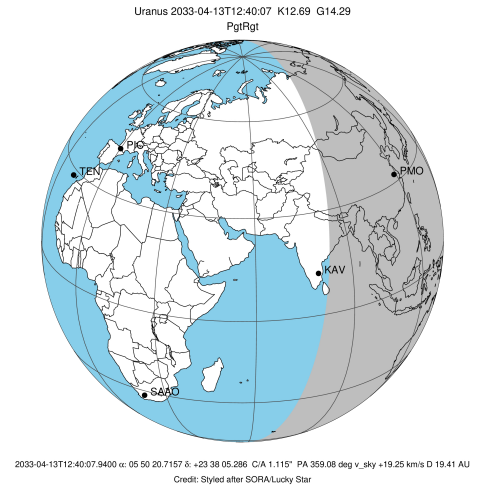 Uranus 2033-04-13T12:40:07 K12.69 G14.29
PgtRgt
PIC
TEN
PMO
KAV
SAAO
2033-04-13T12:40:07.9400 α: 05 50 20.7157 δ: +23 38 05.286 C/A 1.115" PA 359.08 deg v_sky +19.25 km/s D 19.41 AU
Credit: Styled after SORA/Lucky Star